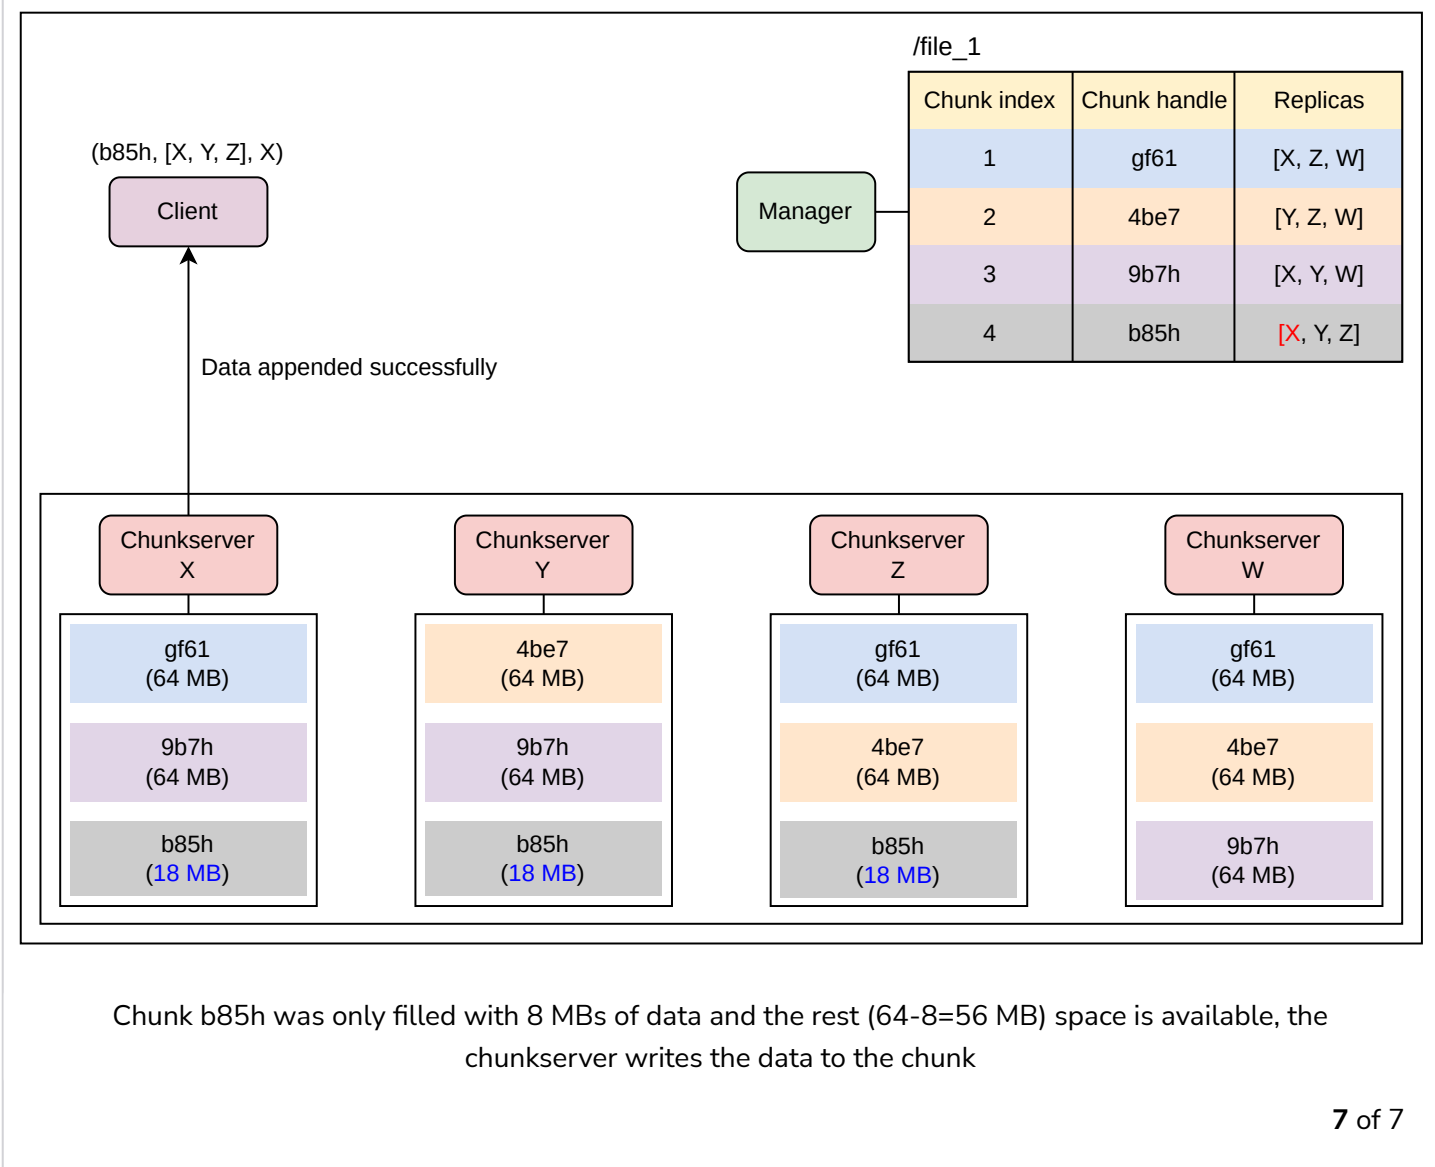 /file_1
Chunk index Chunk handle Replicas
1 gf61 [X, Z, W]
2 4be7 [Y, Z, W]
3 9b7h [X, Y, W]
4 b85h [X, Y, Z]
(b85h, [X, Y, Z], X)
Client
Manager
Data appended successfully
Chunkserver
X
gf61
(64 MB)
9b7h
(64 MB)
b85h
(18 MB)
Chunkserver
Y
4be7
(64 MB)
9b7h
(64 MB)
b85h
(18 MB)
Chunkserver
Z
gf61
(64 MB)
4be7
(64 MB)
b85h
(18 MB)
Chunkserver
W
gf61
(64 MB)
4be7
(64 MB)
9b7h
(64 MB)
Chunk b85h was only filled with 8 MBs of data and the rest (64-8=56 MB) space is available, the
chunkserver writes the data to the chunk
7 of 7